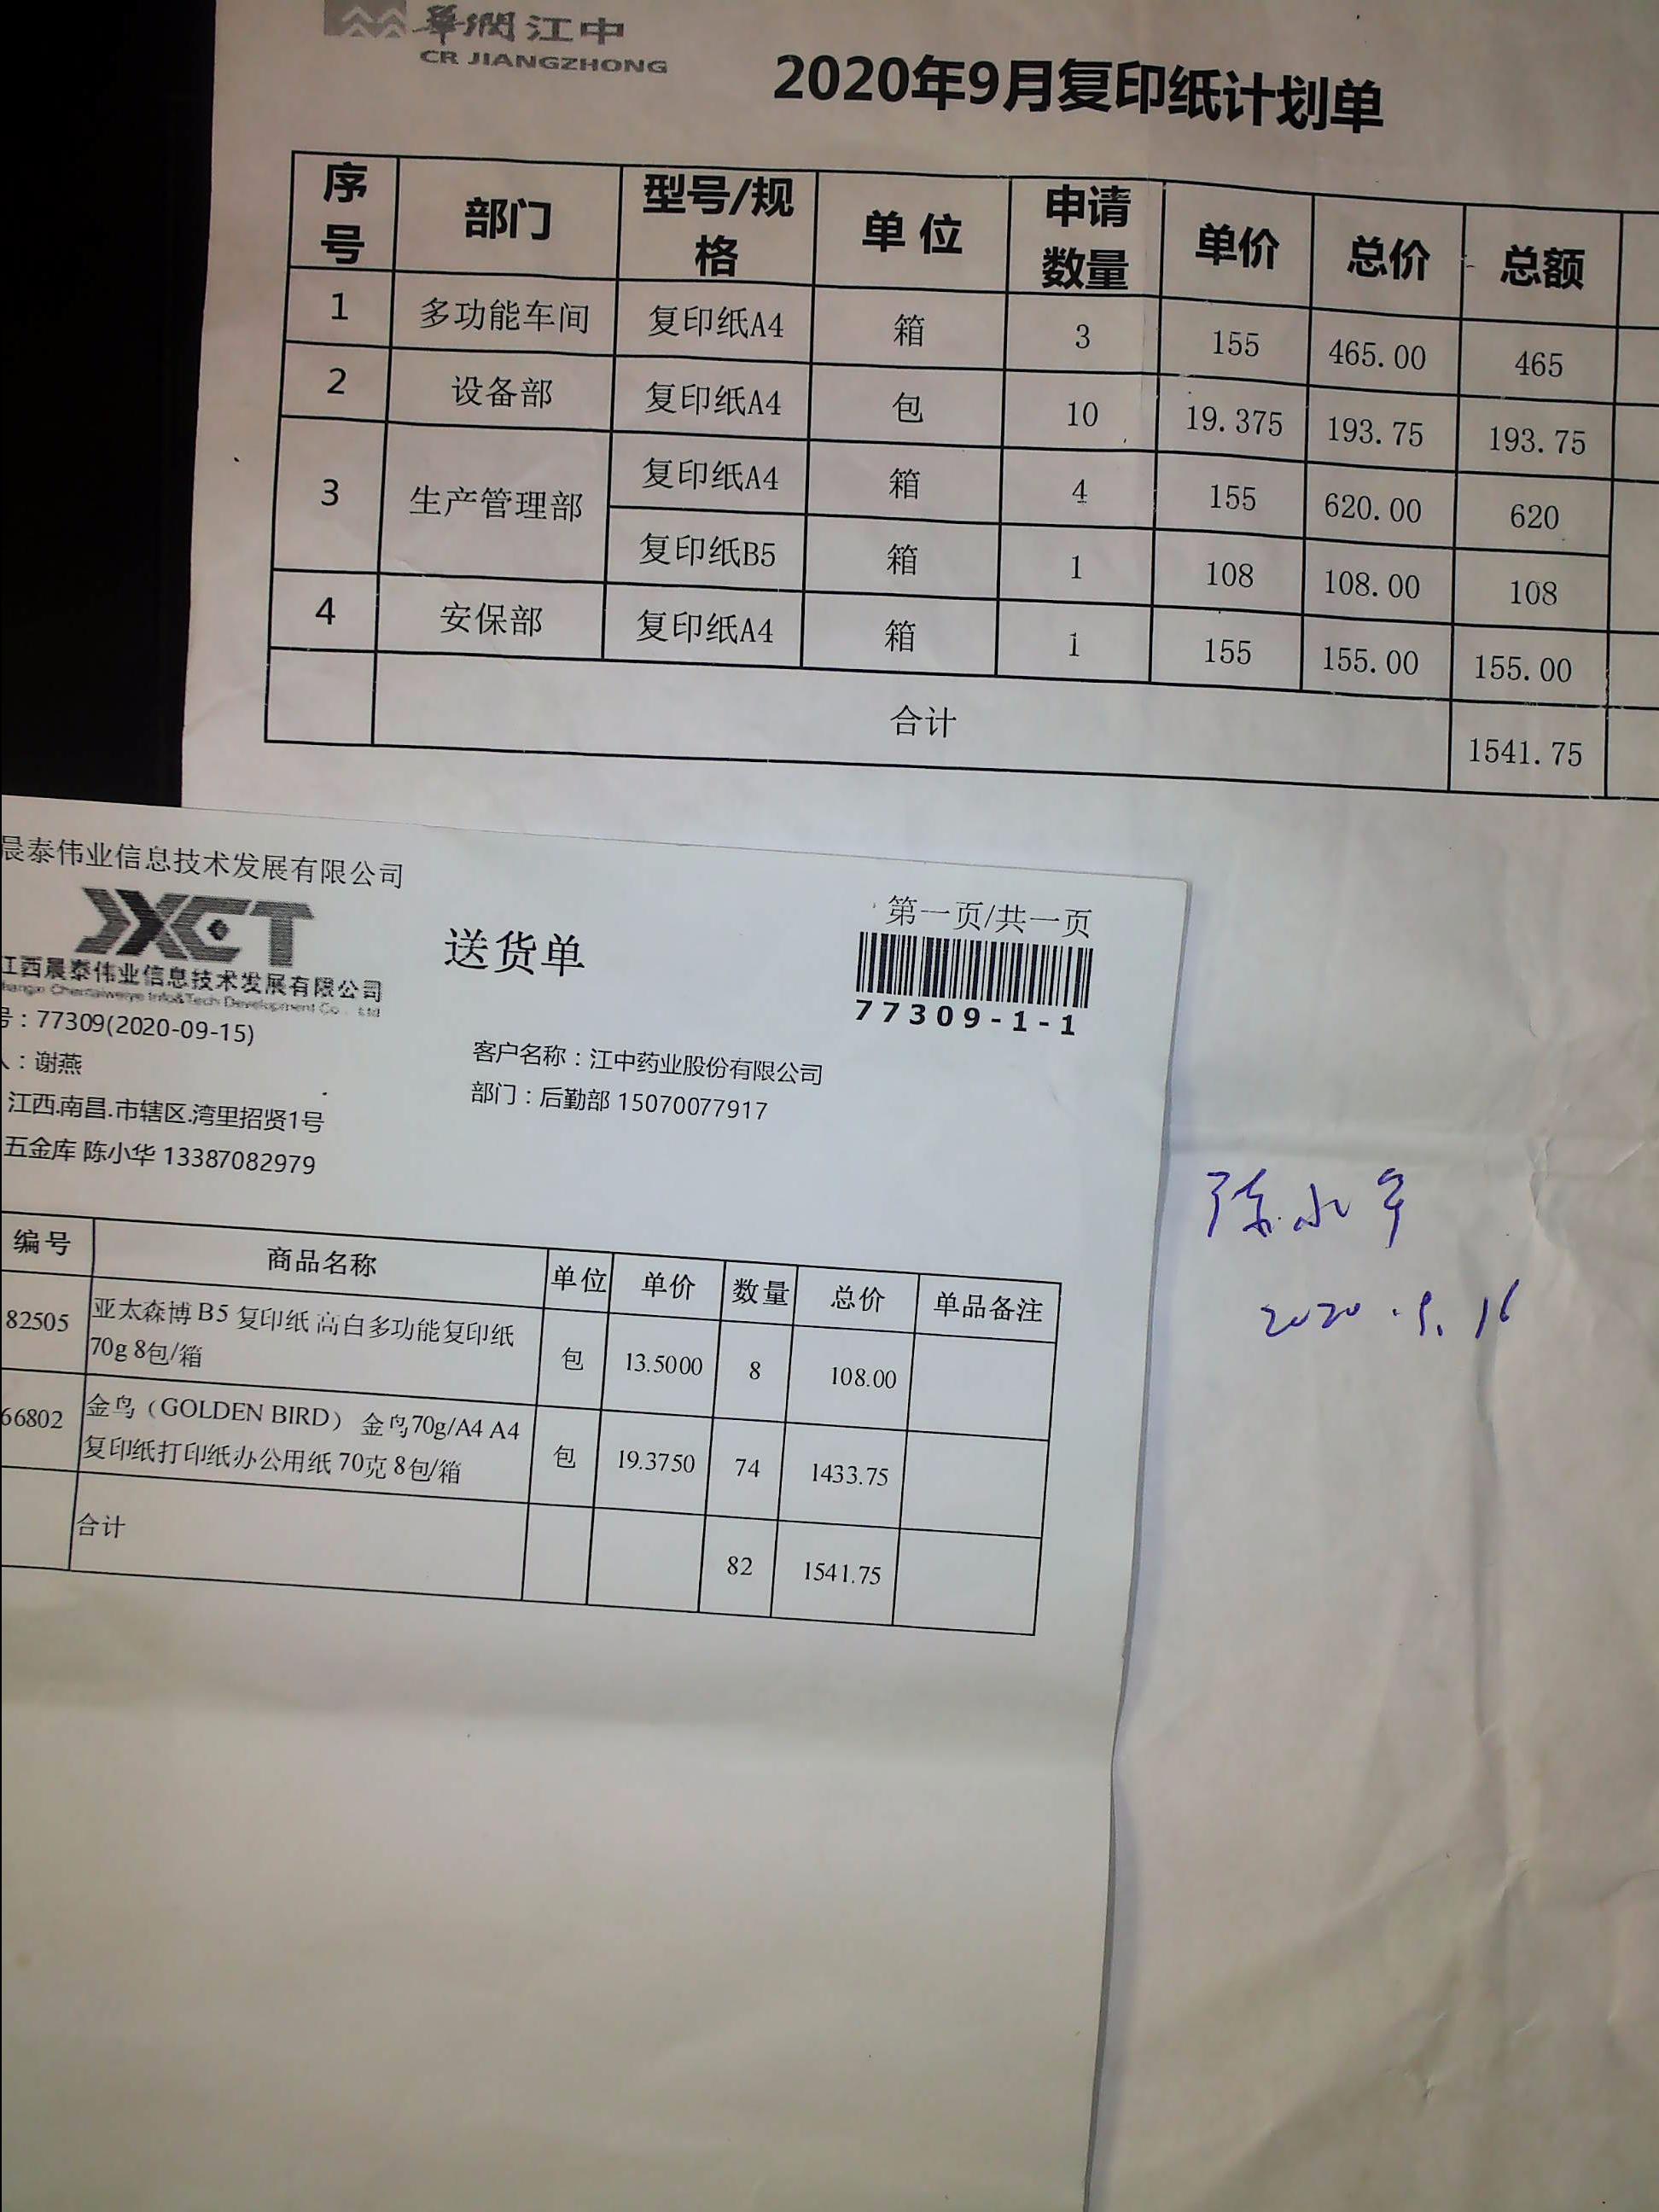 華潤江中
CR JIANGZHONG
2020年9月复印纸计划单
序号 部门 型号/规格 单位 申请数量 单价 总价 总额
1 多功能车间 复印纸A4 箱 3 155 465.00 465
2 设备部 复印纸A4 包 10 19.375 193.75 193.75
3 生产管理部 复印纸A4 箱 4 155 620.00 620
复印纸B5 箱 1 108 108.00 108
4 安保部 复印纸A4 箱 1 155 155.00 155.00
合计 1541.75
晨泰伟业信息技术发展有限公司
JXCT
江西晨泰伟业信息技术发展有限公司
送货单
第一页/共一页
77309-1-1
号：77309(2020-09-15)
：谢燕
江西.南昌.市辖区.湾里招贤1号
五金库 陈小华 13387082979
客户名称：江中药业股份有限公司
部门：后勤部 15070077917
编号 商品名称 单位 单价 数量 总价 单品备注
82505 亚太森博 B5 复印纸 高白多功能复印纸
70g 8包/箱 包 13.5000 8 108.00
66802 金鸟（GOLDEN BIRD） 金鸟70g/A4 A4
复印纸打印纸办公用纸 70克 8包/箱 包 19.3750 74 1433.75
合计 82 1541.75
陈小华
2020.9.16